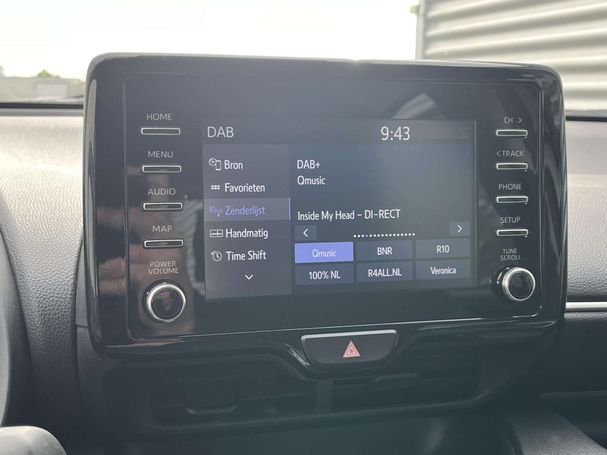 HOME
MENU
AUDIO
MAP
POWER
VOLUME
DAB
9:43
Bron
Favorieten
Zenderlijst
Handmatig
Time Shift
DAB+
Qmusic
Inside My Head - DI-RECT
Qmusic
BNR
R10
100% NL
R4ALL.NL
Veronica
CH >
< TRACK
PHONE
SETUP
TUNE
SCROLL